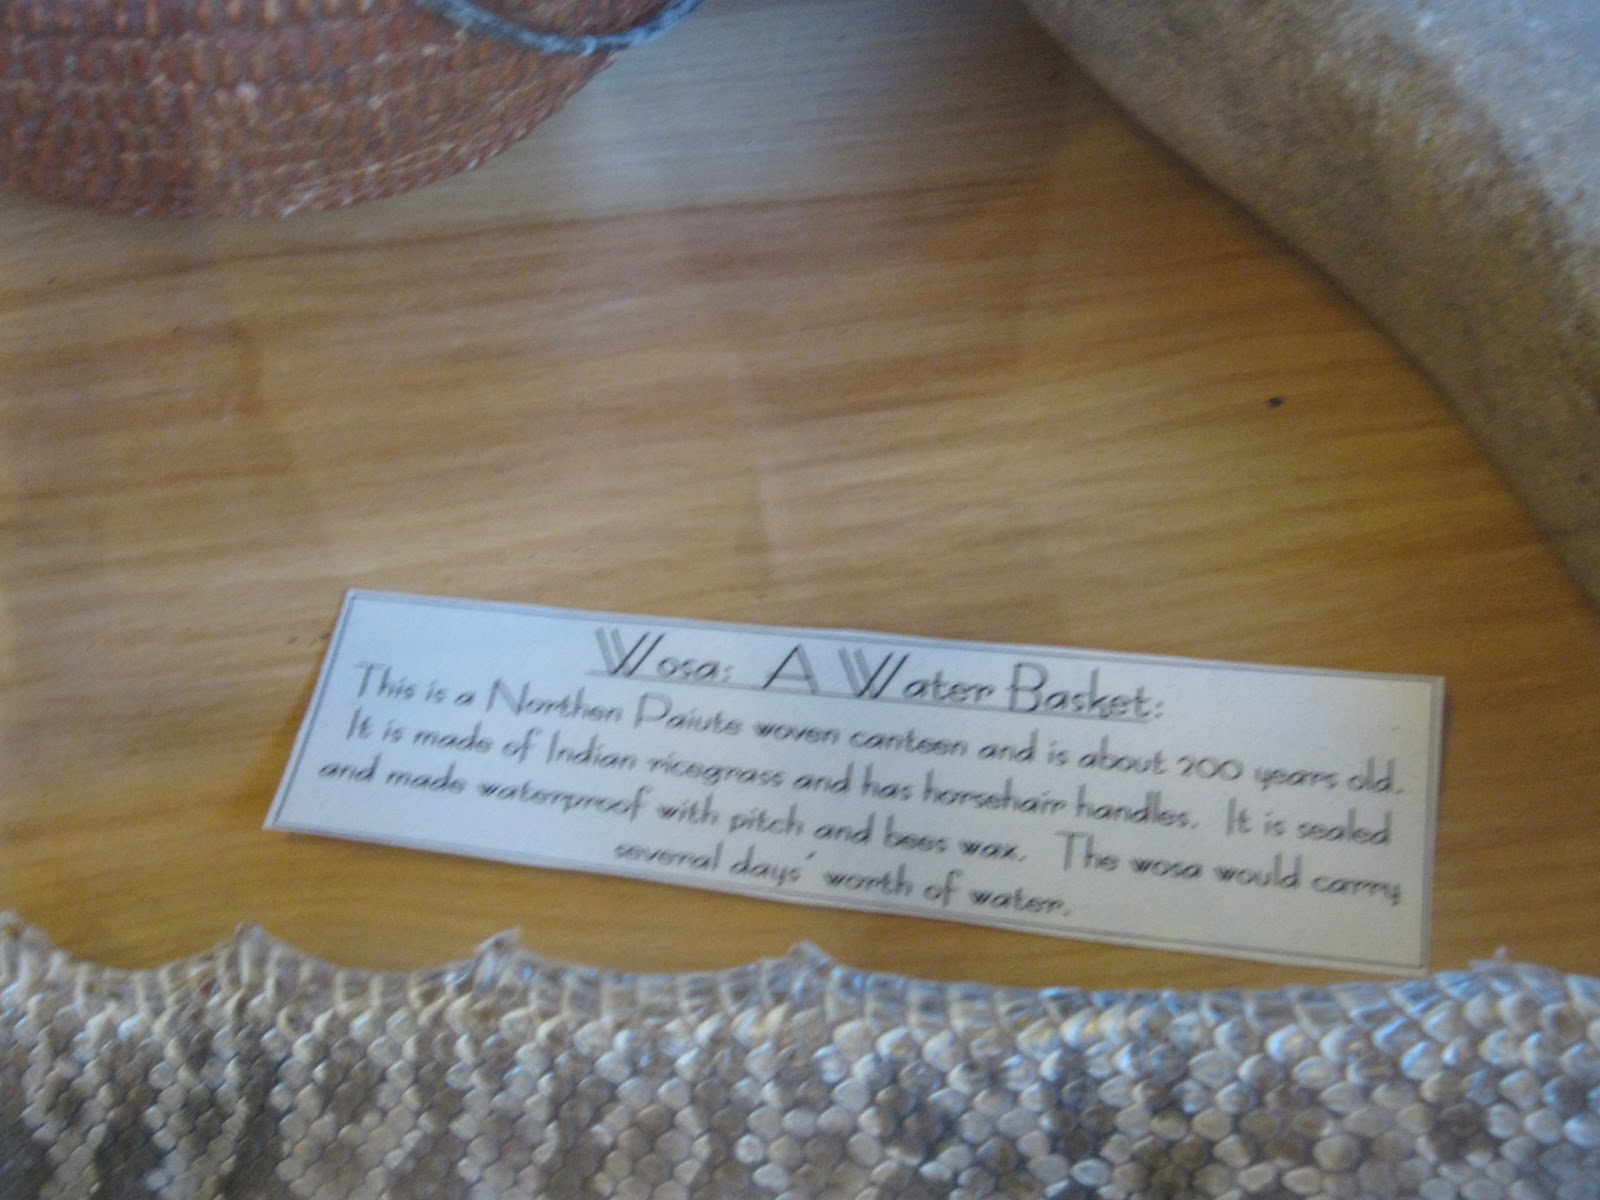 Wosa: A Water Basket:
This is a Northen Paiute woven canteen and is about 200 years old.
It is made of Indian ricegrass and has horsehair handles. It is sealed
and made waterproof with pitch and bees wax. The wosa would carry
several days' worth of water.